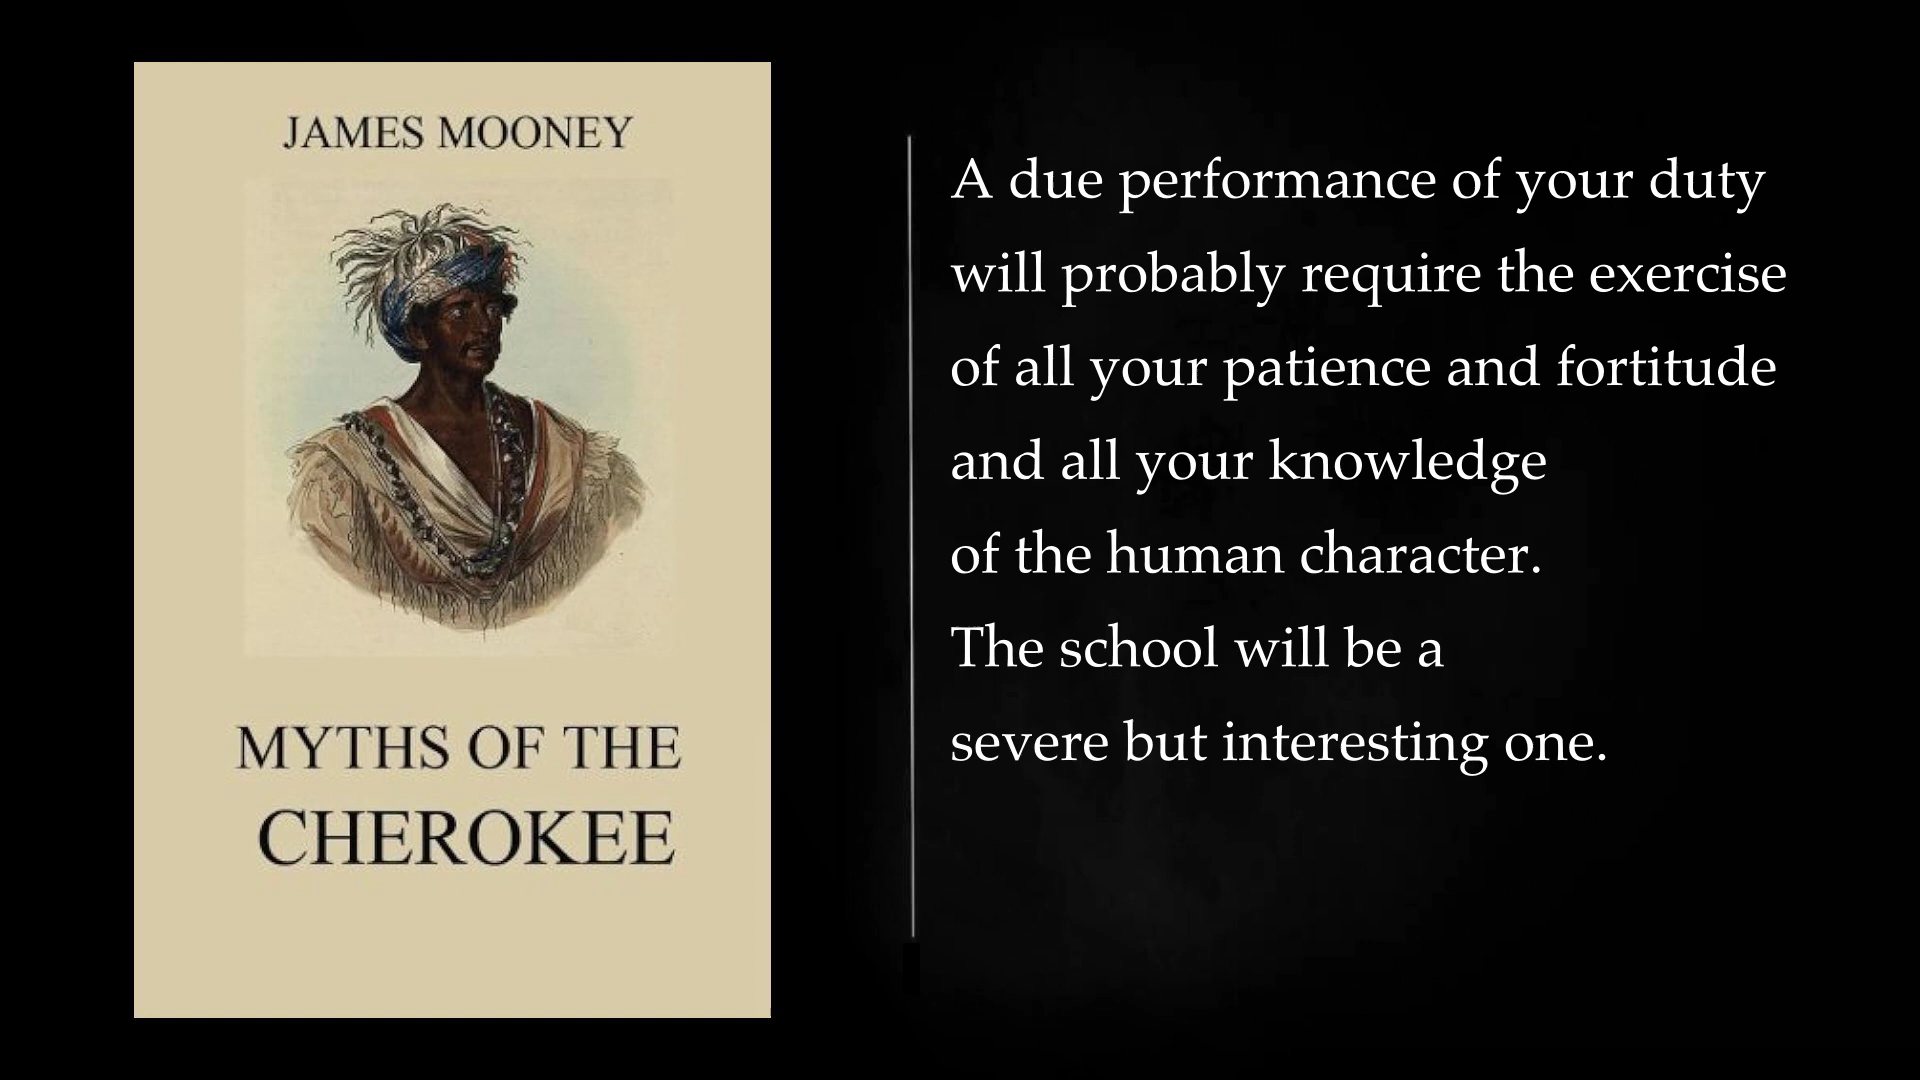 JAMES MOONEY
MYTHS OF THE
CHEROKEE
A due performance of your duty
will probably require the exercise
of all your patience and fortitude
and all your knowledge
of the human character.
The school will be a
severe but interesting one.